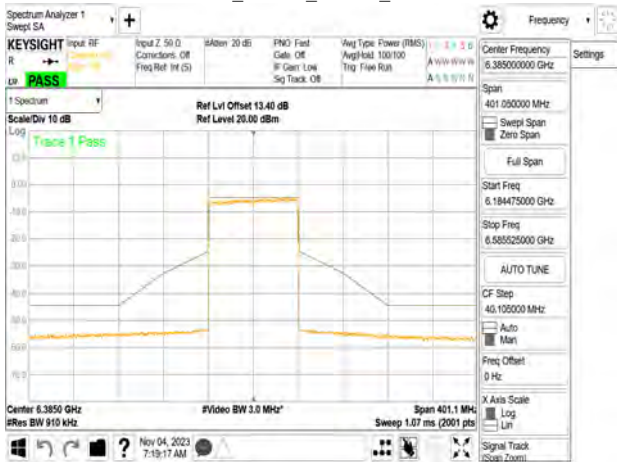 Spectrum Analyzer 1
Swept SA
+
Frequency
KEYSIGHT
R
Input: RF
Input Z: 50 Ω
Corrections: Off
Freq Ref: Int (S)
#Atten: 20 dB
PNO: Fast
Gate: Off
IF Gain: Low
Sig Track: Off
Avg Type: Power (RMS)
Avg|Hold: 100/100
Trig: Free Run
PASS
1 Spectrum
Scale/Div 10 dB
Ref Lvl Offset 13.40 dB
Ref Level 20.00 dBm
Log
Trace 1 Pass
Center 6.3850 GHz
#Res BW 910 kHz
#Video BW 3.0 MHz*
Span 401.1 MHz
Sweep 1.07 ms (2001 pts
?
Nov 04, 2023
7:19:17 AM
Center Frequency
6.385000000 GHz
Settings
Span
401.050000 MHz
Swept Span
Zero Span
Full Span
Start Freq
6.184475000 GHz
Stop Freq
6.585525000 GHz
AUTO TUNE
CF Step
40.105000 MHz
Auto
Man
Freq Offset
0 Hz
X Axis Scale
Log
Lin
Signal Track
(Span Zoom)